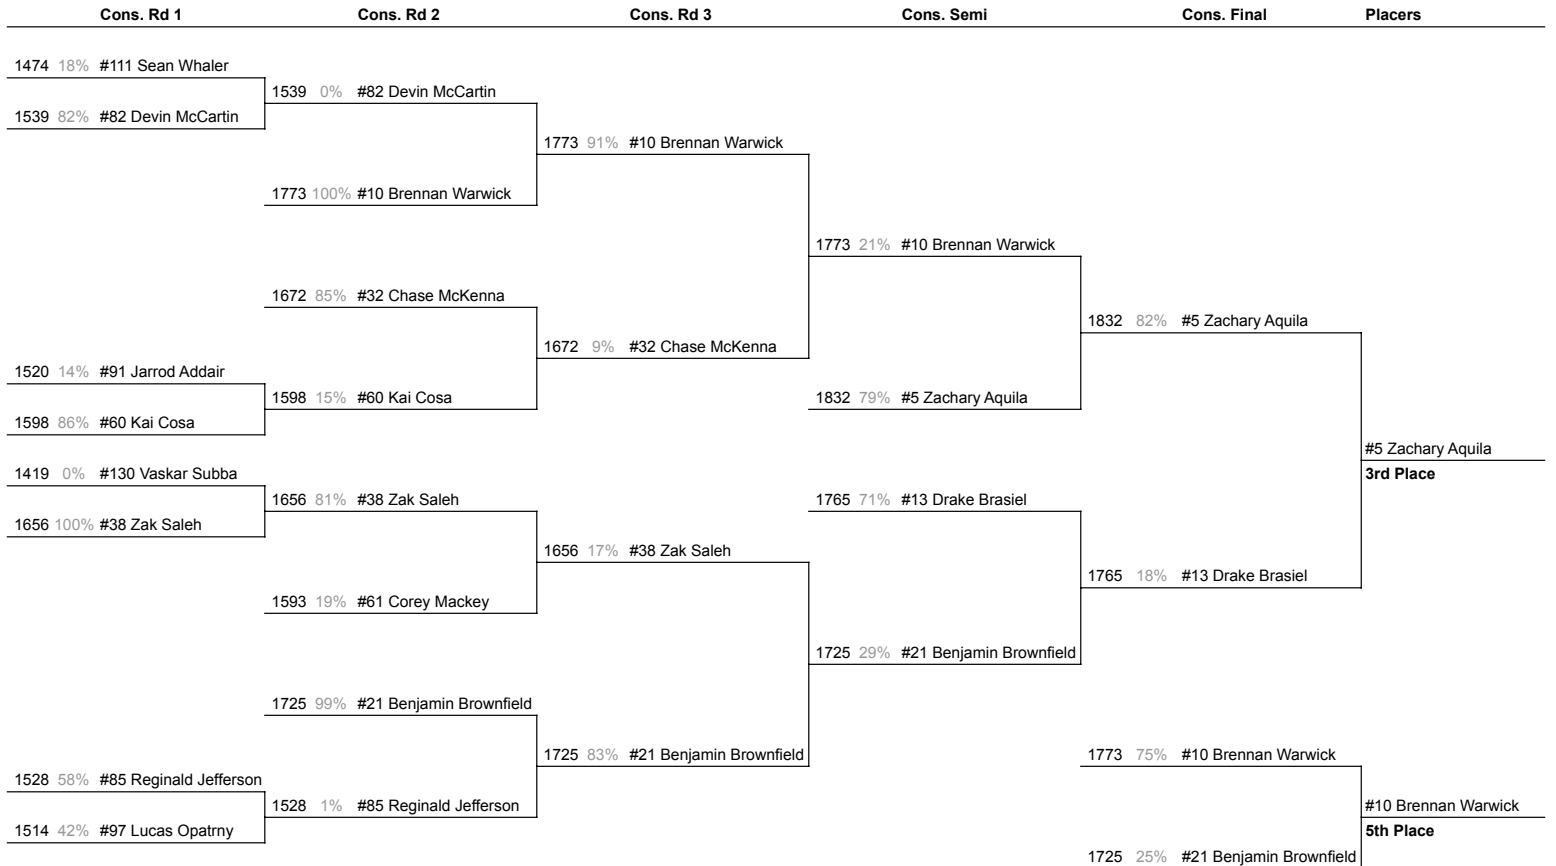 Cons. Rd 1 Cons. Rd 2 Cons. Rd 3 Cons. Semi Cons. Final Placers
1474 18% #111 Sean Whaler
1539 0% #82 Devin McCartin
1539 82% #82 Devin McCartin
1773 91% #10 Brennan Warwick
1773 100% #10 Brennan Warwick
1773 21% #10 Brennan Warwick
1672 85% #32 Chase McKenna
1832 82% #5 Zachary Aquila
1672 9% #32 Chase McKenna
1520 14% #91 Jarrod Addair
1598 15% #60 Kai Cosa
1832 79% #5 Zachary Aquila
1598 86% #60 Kai Cosa
#5 Zachary Aquila
1419 0% #130 Vaskar Subba
3rd Place
1656 81% #38 Zak Saleh
1765 71% #13 Drake Brasiel
1656 100% #38 Zak Saleh
1656 17% #38 Zak Saleh
1765 18% #13 Drake Brasiel
1593 19% #61 Corey Mackey
1725 29% #21 Benjamin Brownfield
1725 99% #21 Benjamin Brownfield
1725 83% #21 Benjamin Brownfield
1773 75% #10 Brennan Warwick
1528 58% #85 Reginald Jefferson
1528 1% #85 Reginald Jefferson
#10 Brennan Warwick
1514 42% #97 Lucas Opatrny
5th Place
1725 25% #21 Benjamin Brownfield